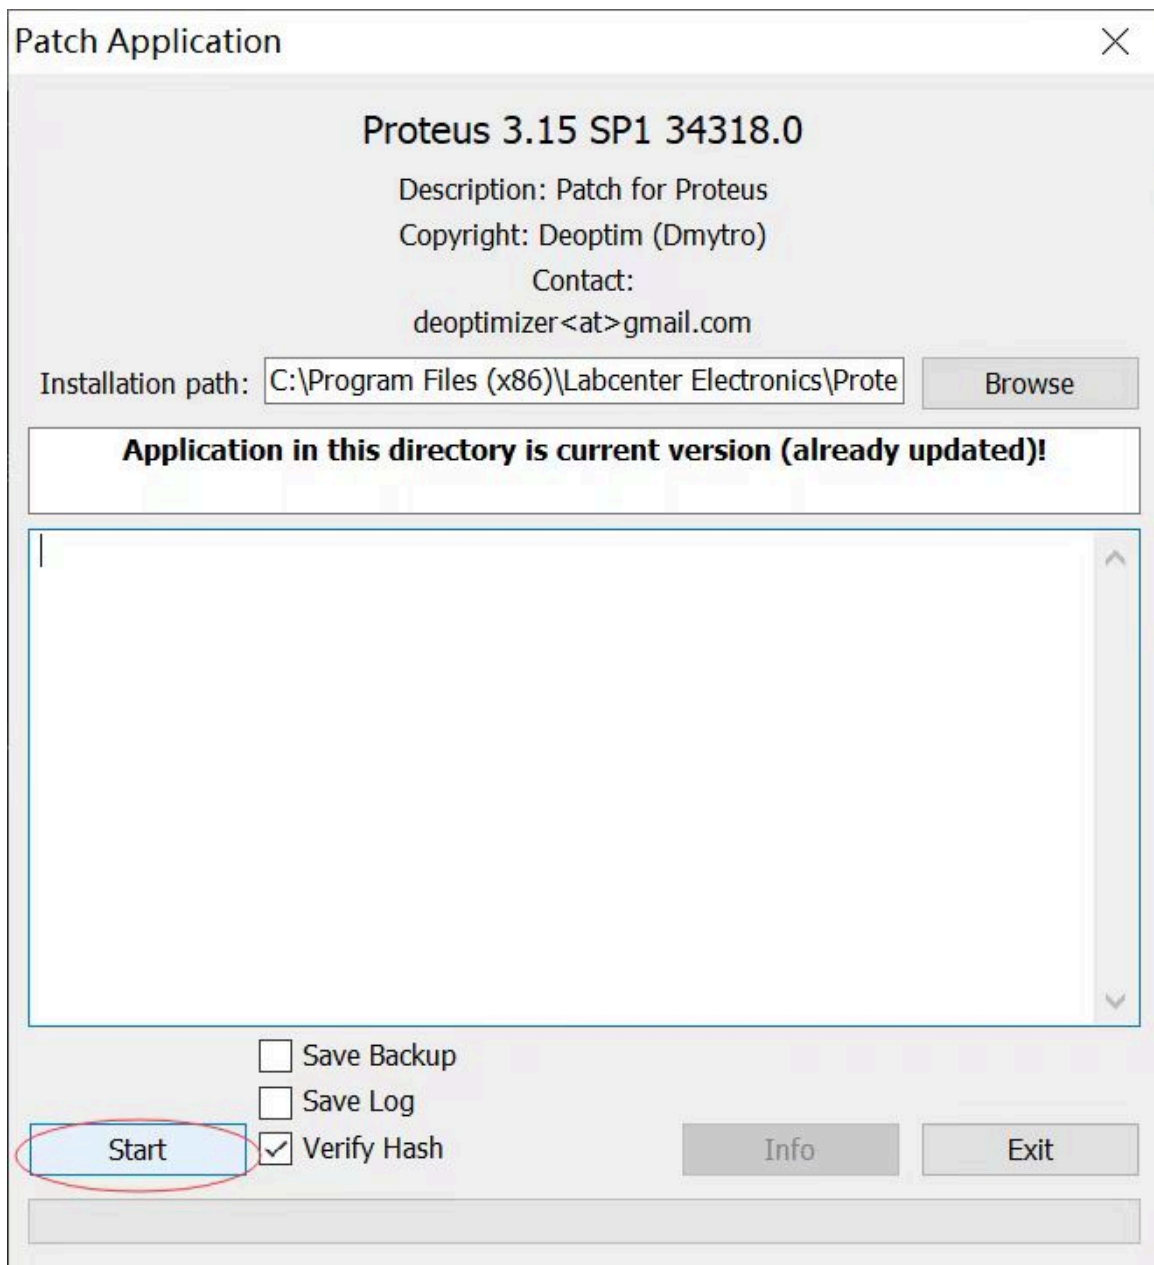 Patch Application
Proteus 3.15 SP1 34318.0
Description: Patch for Proteus
Copyright: Deoptim (Dmytro)
Contact:
deoptimizer<at>gmail.com
Installation path: C:\Program Files (x86)\Labcenter Electronics\Prote Browse
Application in this directory is current version (already updated)!
Save Backup
Save Log
Start Verify Hash Info Exit